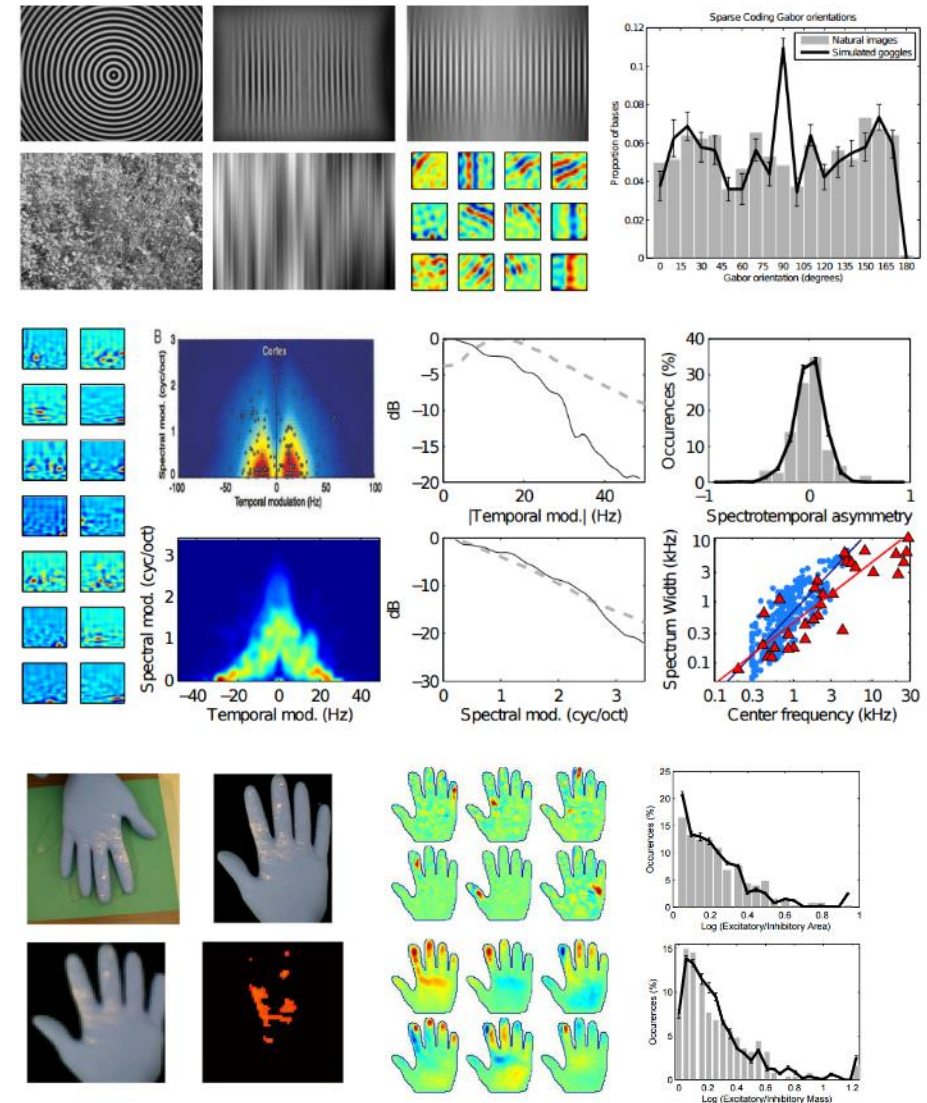 Sparse Coding Gabor orientations
Natural images
Simulated goggles
Proportion of bases
0.12
0.1
0.08
0.06
0.04
0.02
0
0 15 30 45 60 75 90 105 120 135 150 165 180
Gabor orientation (degrees)
B
Cortex
Spectral mod. (cyc/oct)
3
2
1
0
-100 -50 0 50 100
Temporal modulation (Hz)
dB
0
−5
−10
−15
−20
0 20 40
|Temporal mod.| (Hz)
Occurences (%)
40
30
20
10
0
−1 0 1
Spectrotemporal asymmetry
Spectral mod. (cyc/oct)
3
2
1
0
−40 −20 0 20 40
Temporal mod. (Hz)
dB
0
−10
−20
−30
0 1 2 3
Spectral mod. (cyc/oct)
Spectrum Width (kHz)
10
3
1
0.3
0.1
0.1 0.3 1 3 10 30
Center frequency (kHz)
Occurences (%)
25
20
15
10
5
0
0 0.2 0.4 0.6 0.8 1
Log (Excitatory/Inhibitory Area)
Occurences (%)
15
10
5
0
0 0.2 0.4 0.6 0.8 1.0 1.2
Log (Excitatory/Inhibitory Mass)